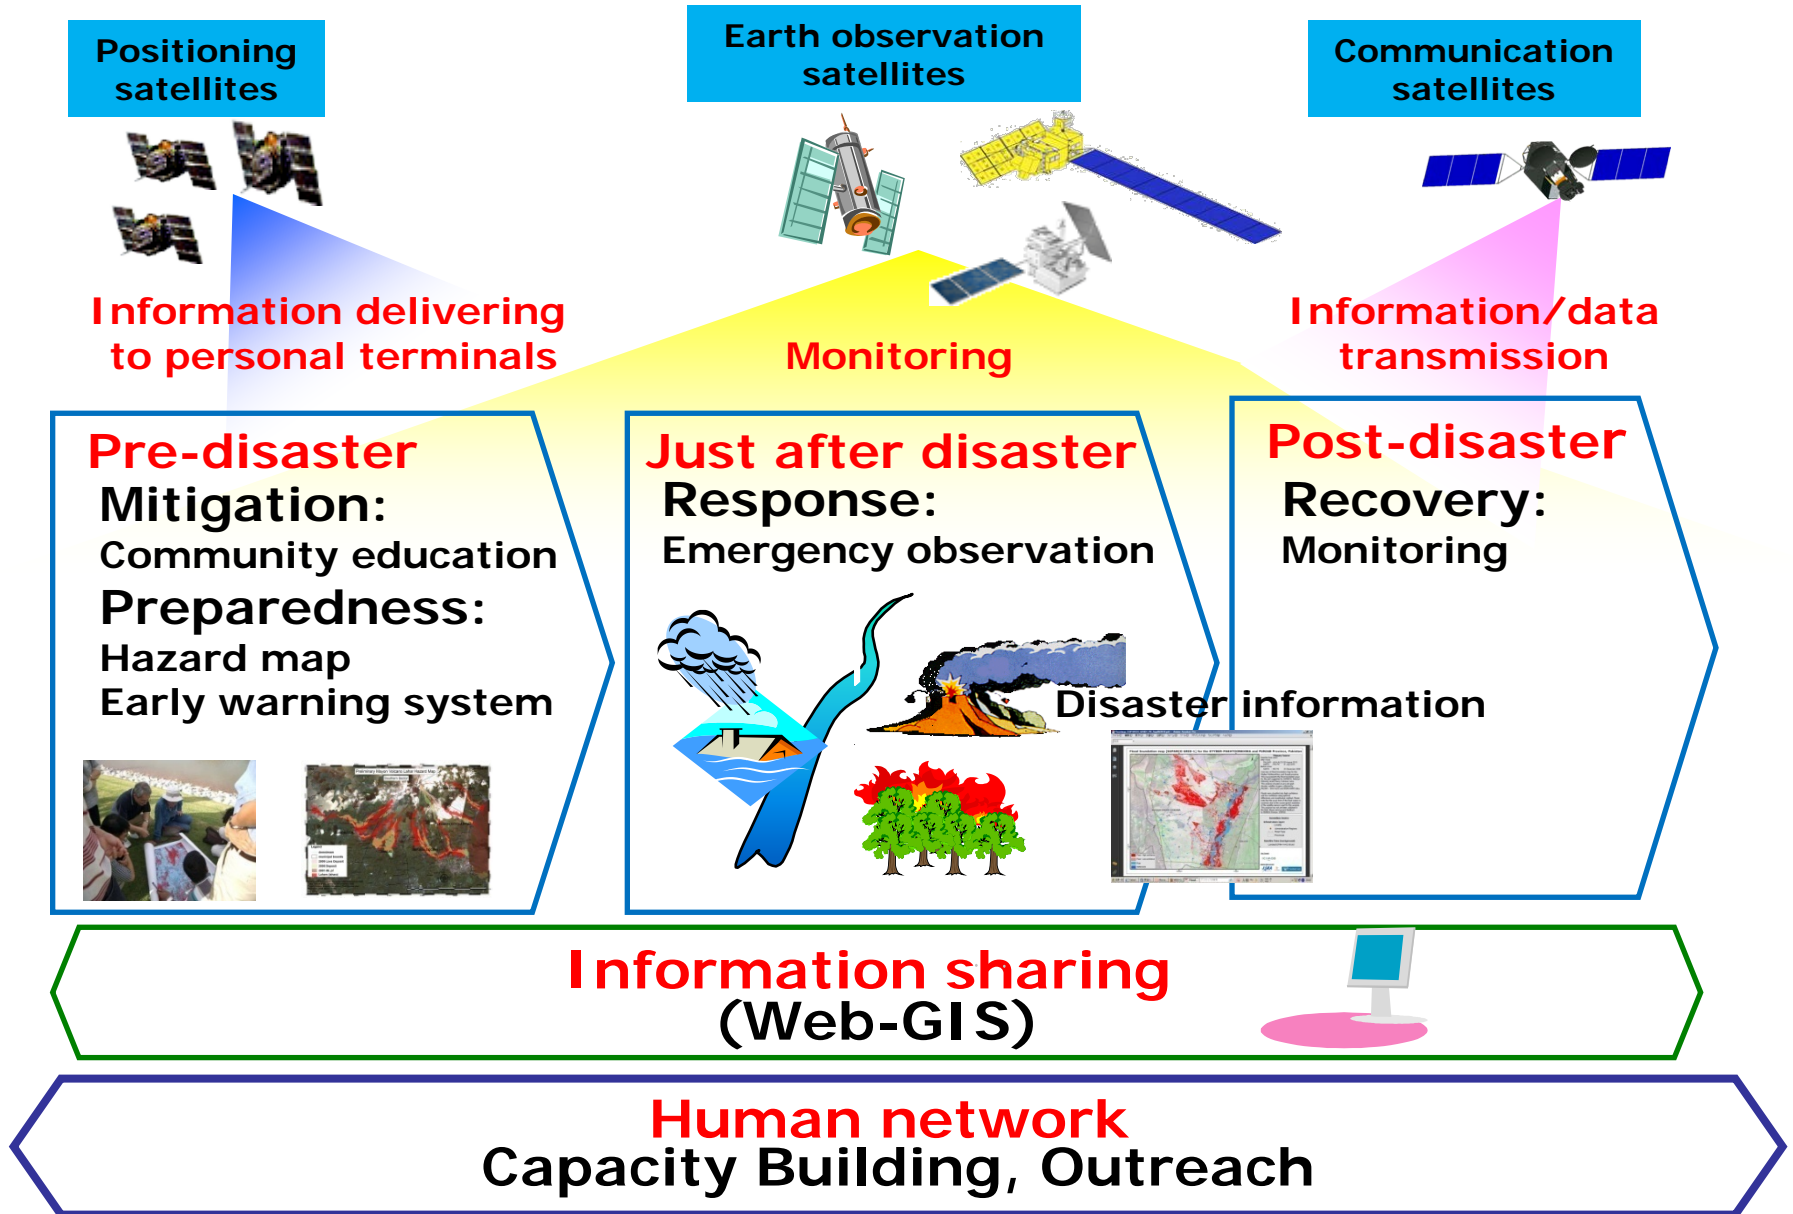 Positioning
satellites
Earth observation
satellites
Communication
satellites
Information delivering
to personal terminals
Monitoring
Information/data
transmission
Pre-disaster
Mitigation:
Community education
Preparedness:
Hazard map
Early warning system
Just after disaster
Response:
Emergency observation
Post-disaster
Recovery:
Monitoring
Disaster information
Information sharing
(Web-GIS)
Human network
Capacity Building, Outreach